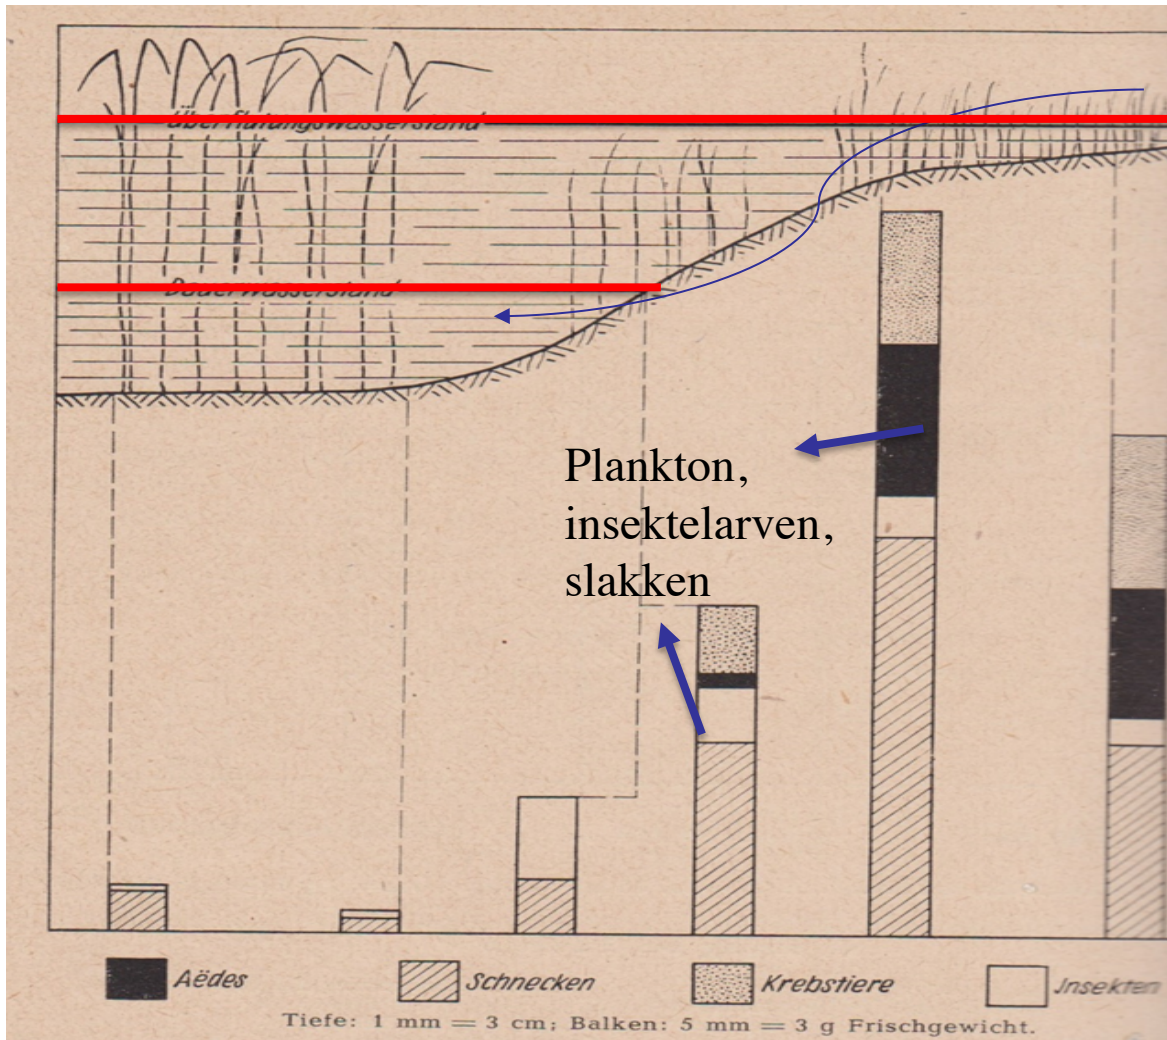 Überflutungswasserstand
Dauerwasserstand
Plankton,
insektelarven,
slakken
Aëdes
Schnecken
Krebstiere
Insekten
Tiefe: 1 mm = 3 cm; Balken: 5 mm = 3 g Frischgewicht.